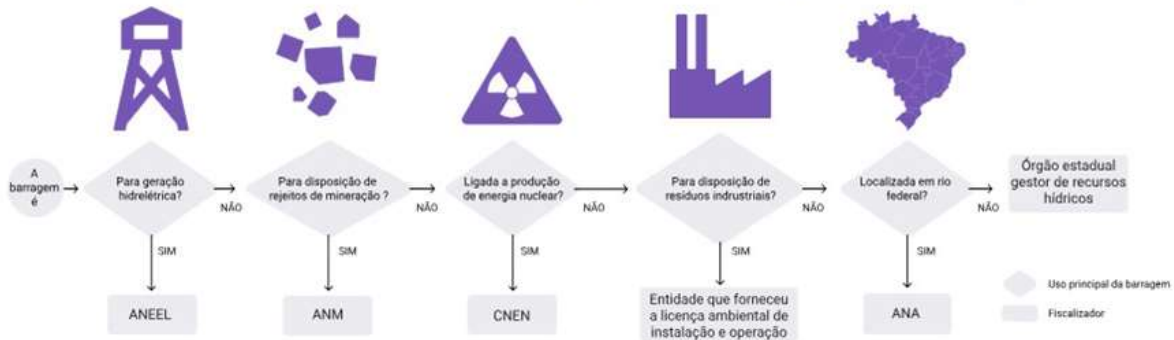 A
barragem
é
Para geração
hidrelétrica?
NÃO
SIM
ANEEL
Para disposição de
rejeitos de mineração ?
NÃO
SIM
ANM
Ligada a produção
de energia nuclear?
NÃO
SIM
CNEN
Para disposição de
resíduos indrustriais?
NÃO
SIM
Entidade que forneceu
a licença ambiental de
instalação e operação
Localizada em rio
federal?
NÃO
SIM
ANA
Órgão estadual
gestor de recursos
hídricos
Uso principal da barragem
Fiscalizador